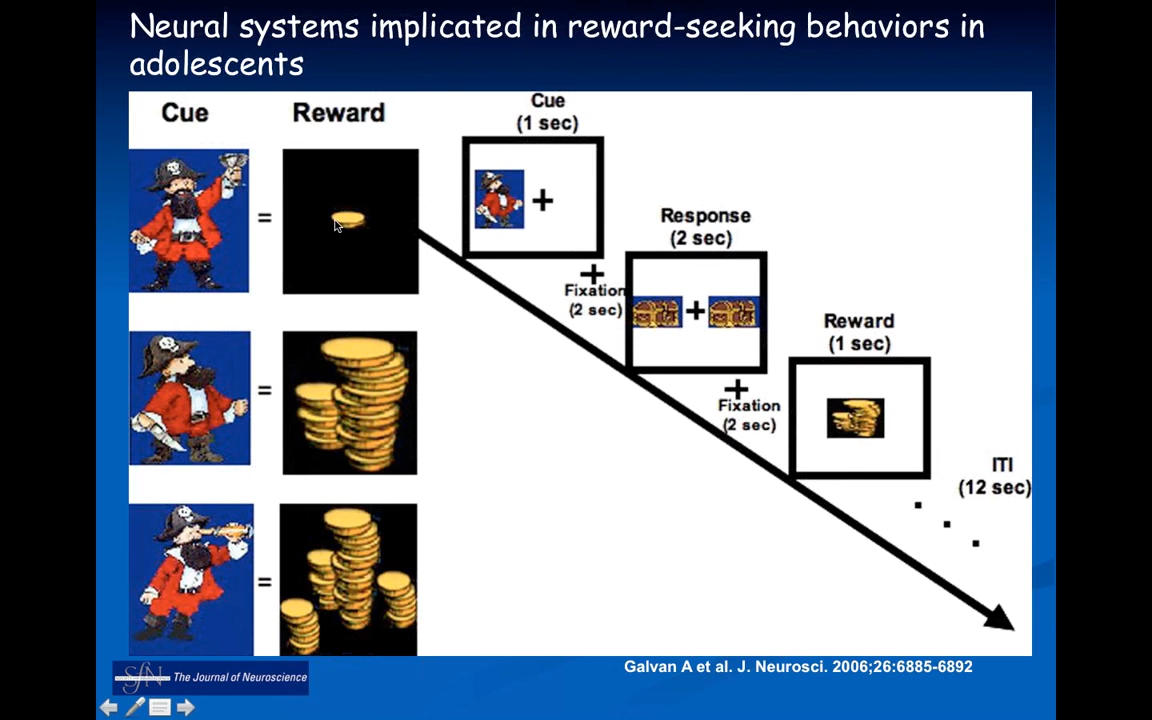 Neural systems implicated in reward-seeking behaviors in
adolescents
Cue
Reward
=
=
=
Cue
(1 sec)
+
+
Fixation
(2 sec)
Response
(2 sec)
+
+
Fixation
(2 sec)
Reward
(1 sec)
ITI
(12 sec)
Galvan A et al. J. Neurosci. 2006;26:6885-6892
SfN The Journal of Neuroscience